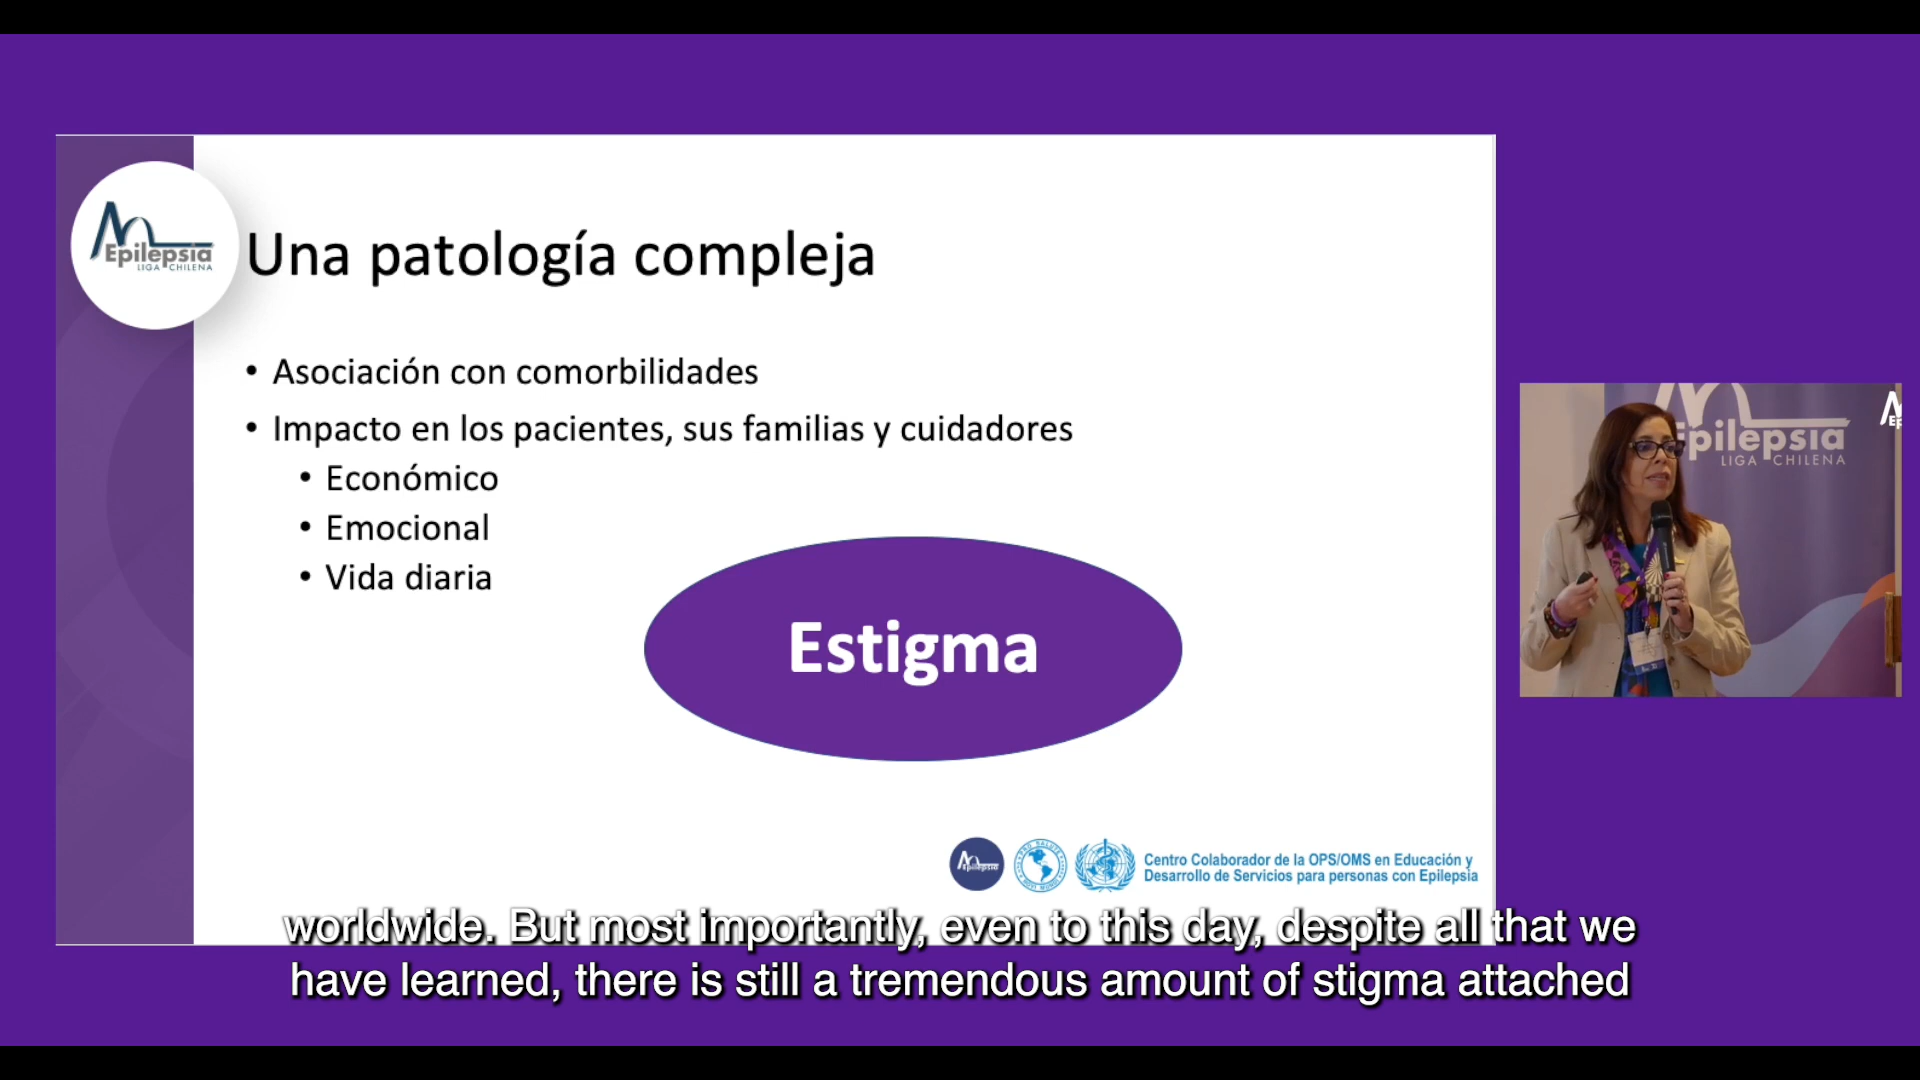 Epilepsia
LIGA CHILENA
Una patología compleja
• Asociación con comorbilidades
• Impacto en los pacientes, sus familias y cuidadores
• Económico
• Emocional
• Vida diaria
Estigma
Epilepsia
Centro Colaborador de la OPS/OMS en Educación y
Desarrollo de Servicios para personas con Epilepsia
pilepsia
LIGA CHILENA
worldwide. But most importantly, even to this day, despite all that we
have learned, there is still a tremendous amount of stigma attached